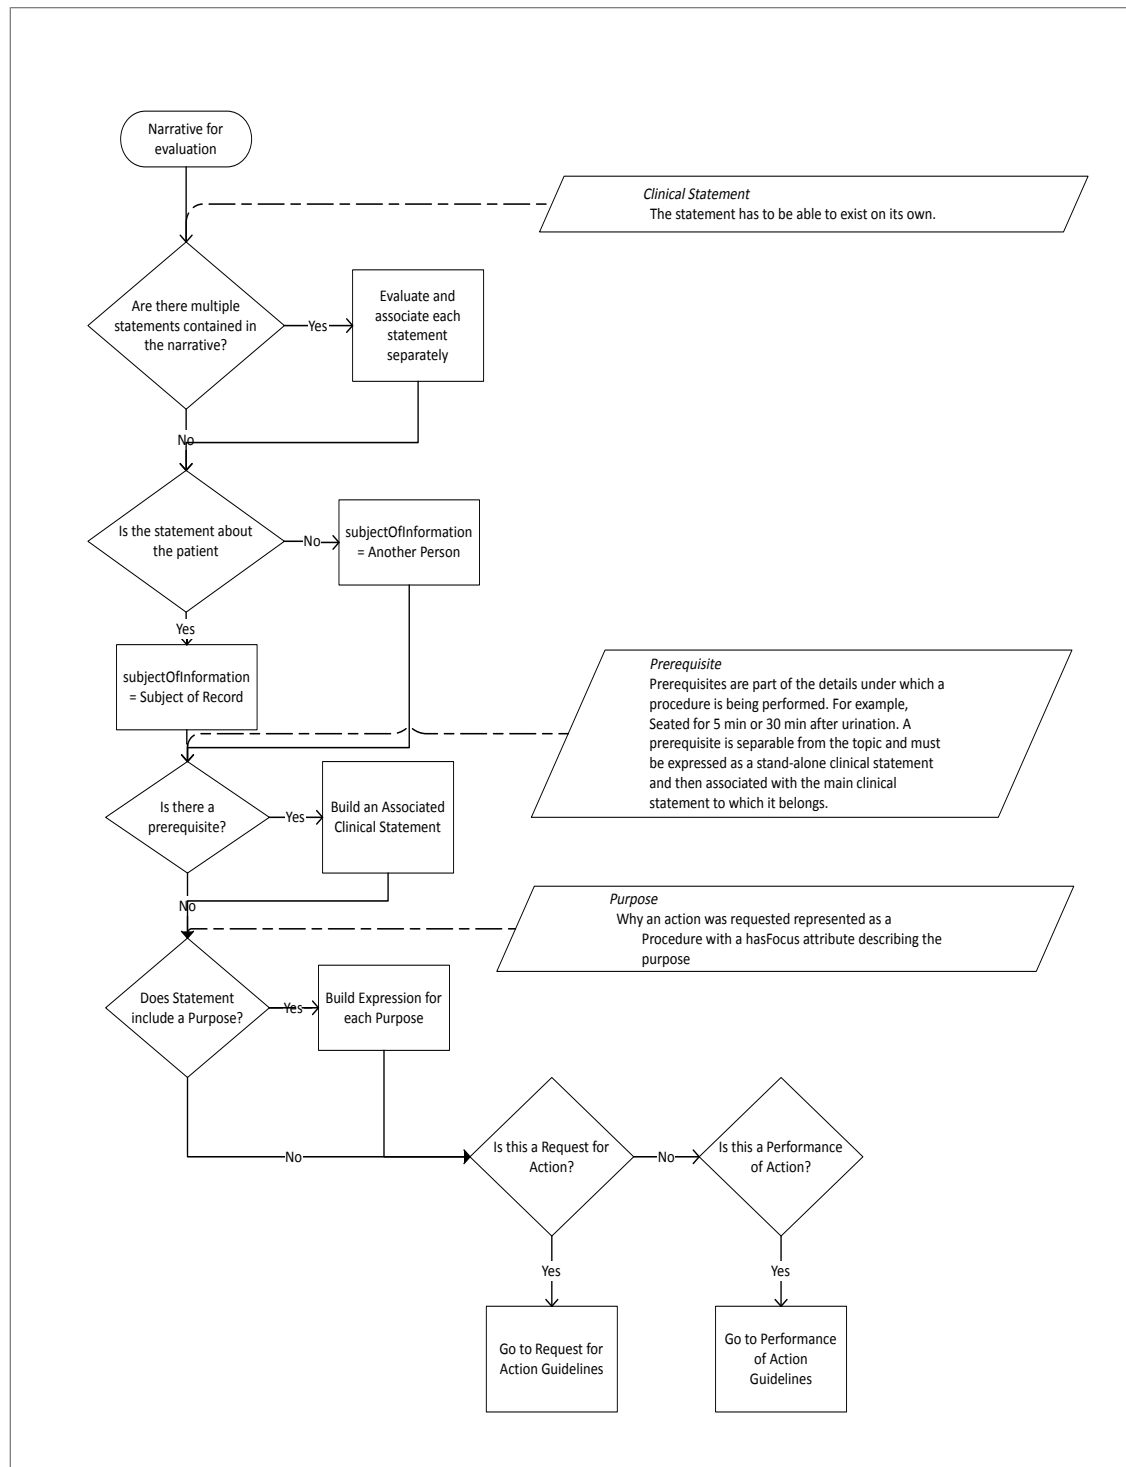 Narrative for
evaluation
Clinical Statement
The statement has to be able to exist on its own.
Are there multiple
statements contained in
the narrative?
Yes
Evaluate and
associate each
statement
separately
No
Is the statement about
the patient
No
subjectOfInformation
= Another Person
Yes
subjectOfInformation
= Subject of Record
Prerequisite
Prerequisites are part of the details under which a
procedure is being performed. For example,
Seated for 5 min or 30 min after urination. A
prerequisite is separable from the topic and must
be expressed as a stand-alone clinical statement
and then associated with the main clinical
statement to which it belongs.
Is there a
prerequisite?
Yes
Build an Associated
Clinical Statement
No
Purpose
Why an action was requested represented as a
Procedure with a hasFocus attribute describing the
purpose
Does Statement
include a Purpose?
Yes
Build Expression for
each Purpose
No
Is this a Request for
Action?
No
Is this a Performance
of Action?
Yes
Yes
Go to Request for
Action Guidelines
Go to Performance
of Action
Guidelines